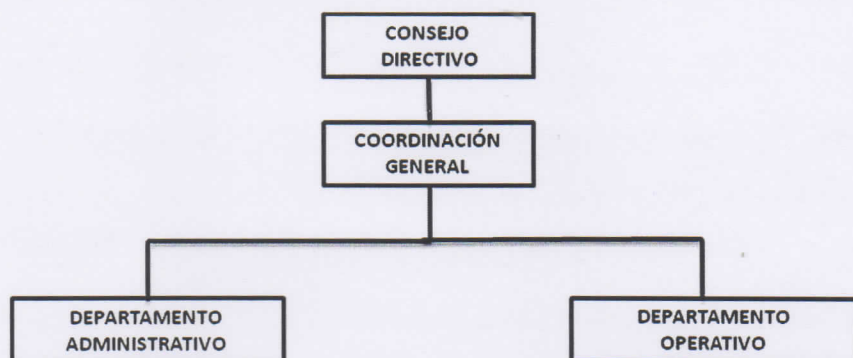 CONSEJO
DIRECTIVO
COORDINACIÓN
GENERAL
DEPARTAMENTO
ADMINISTRATIVO
DEPARTAMENTO
OPERATIVO